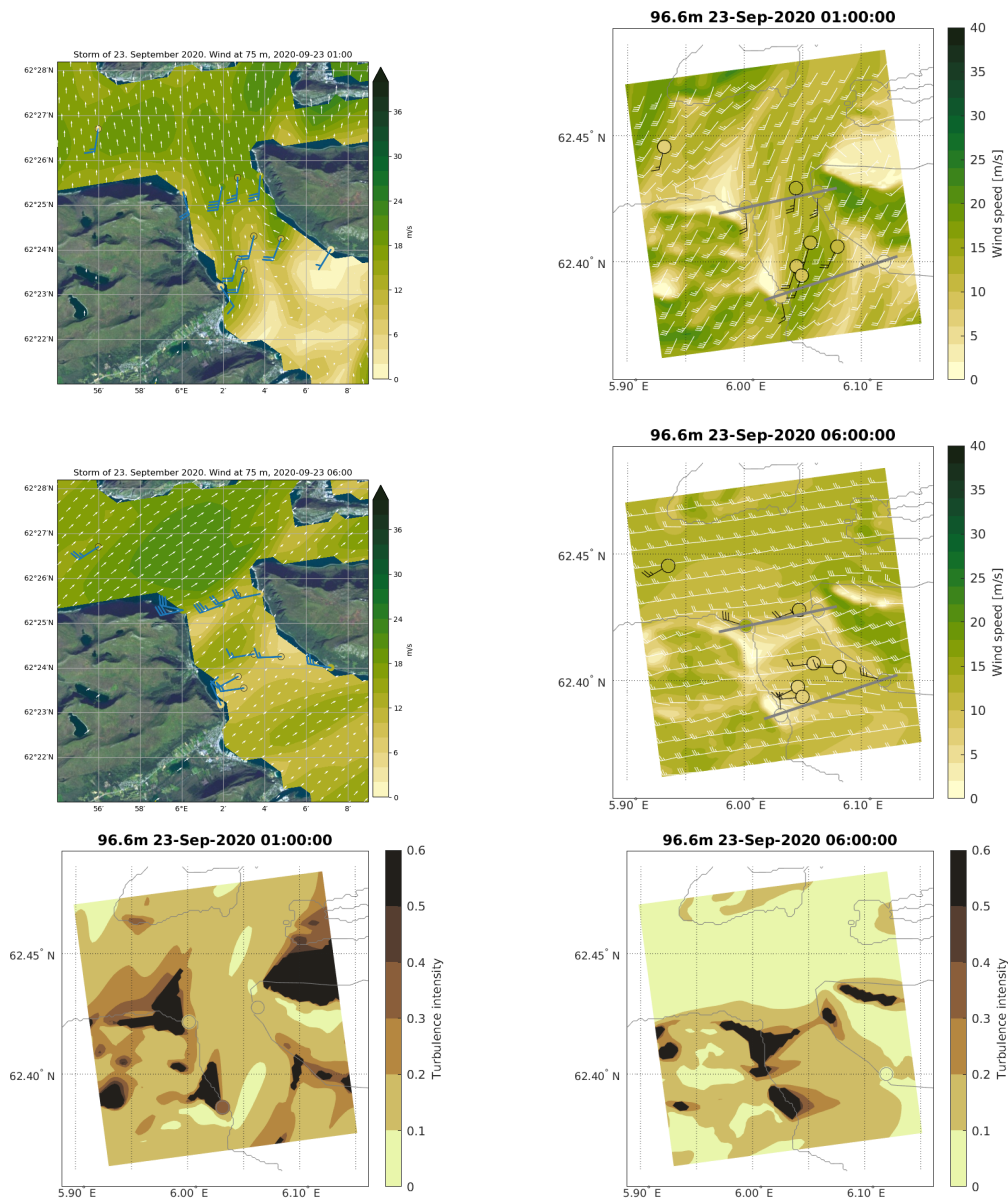 Storm of 23. September 2020. Wind at 75 m, 2020-09-23 01:00
62°28'N
62°27'N
62°26'N
62°25'N
62°24'N
62°23'N
62°22'N
56'
58'
6°E
2'
4'
6'
8'
36
30
24
18
12
6
0
m/s
96.6m 23-Sep-2020 01:00:00
62.45° N
62.40° N
5.90° E
6.00° E
6.10° E
40
35
30
25
20
15
10
5
0
Wind speed [m/s]
Storm of 23. September 2020. Wind at 75 m, 2020-09-23 06:00
62°28'N
62°27'N
62°26'N
62°25'N
62°24'N
62°23'N
62°22'N
56'
58'
6°E
2'
4'
6'
8'
36
30
24
18
12
6
0
m/s
96.6m 23-Sep-2020 06:00:00
62.45° N
62.40° N
5.90° E
6.00° E
6.10° E
40
35
30
25
20
15
10
5
0
Wind speed [m/s]
96.6m 23-Sep-2020 01:00:00
62.45° N
62.40° N
5.90° E
6.00° E
6.10° E
0.6
0.5
0.4
0.3
0.2
0.1
0
Turbulence intensity
96.6m 23-Sep-2020 06:00:00
62.45° N
62.40° N
5.90° E
6.00° E
6.10° E
0.6
0.5
0.4
0.3
0.2
0.1
0
Turbulence intensity